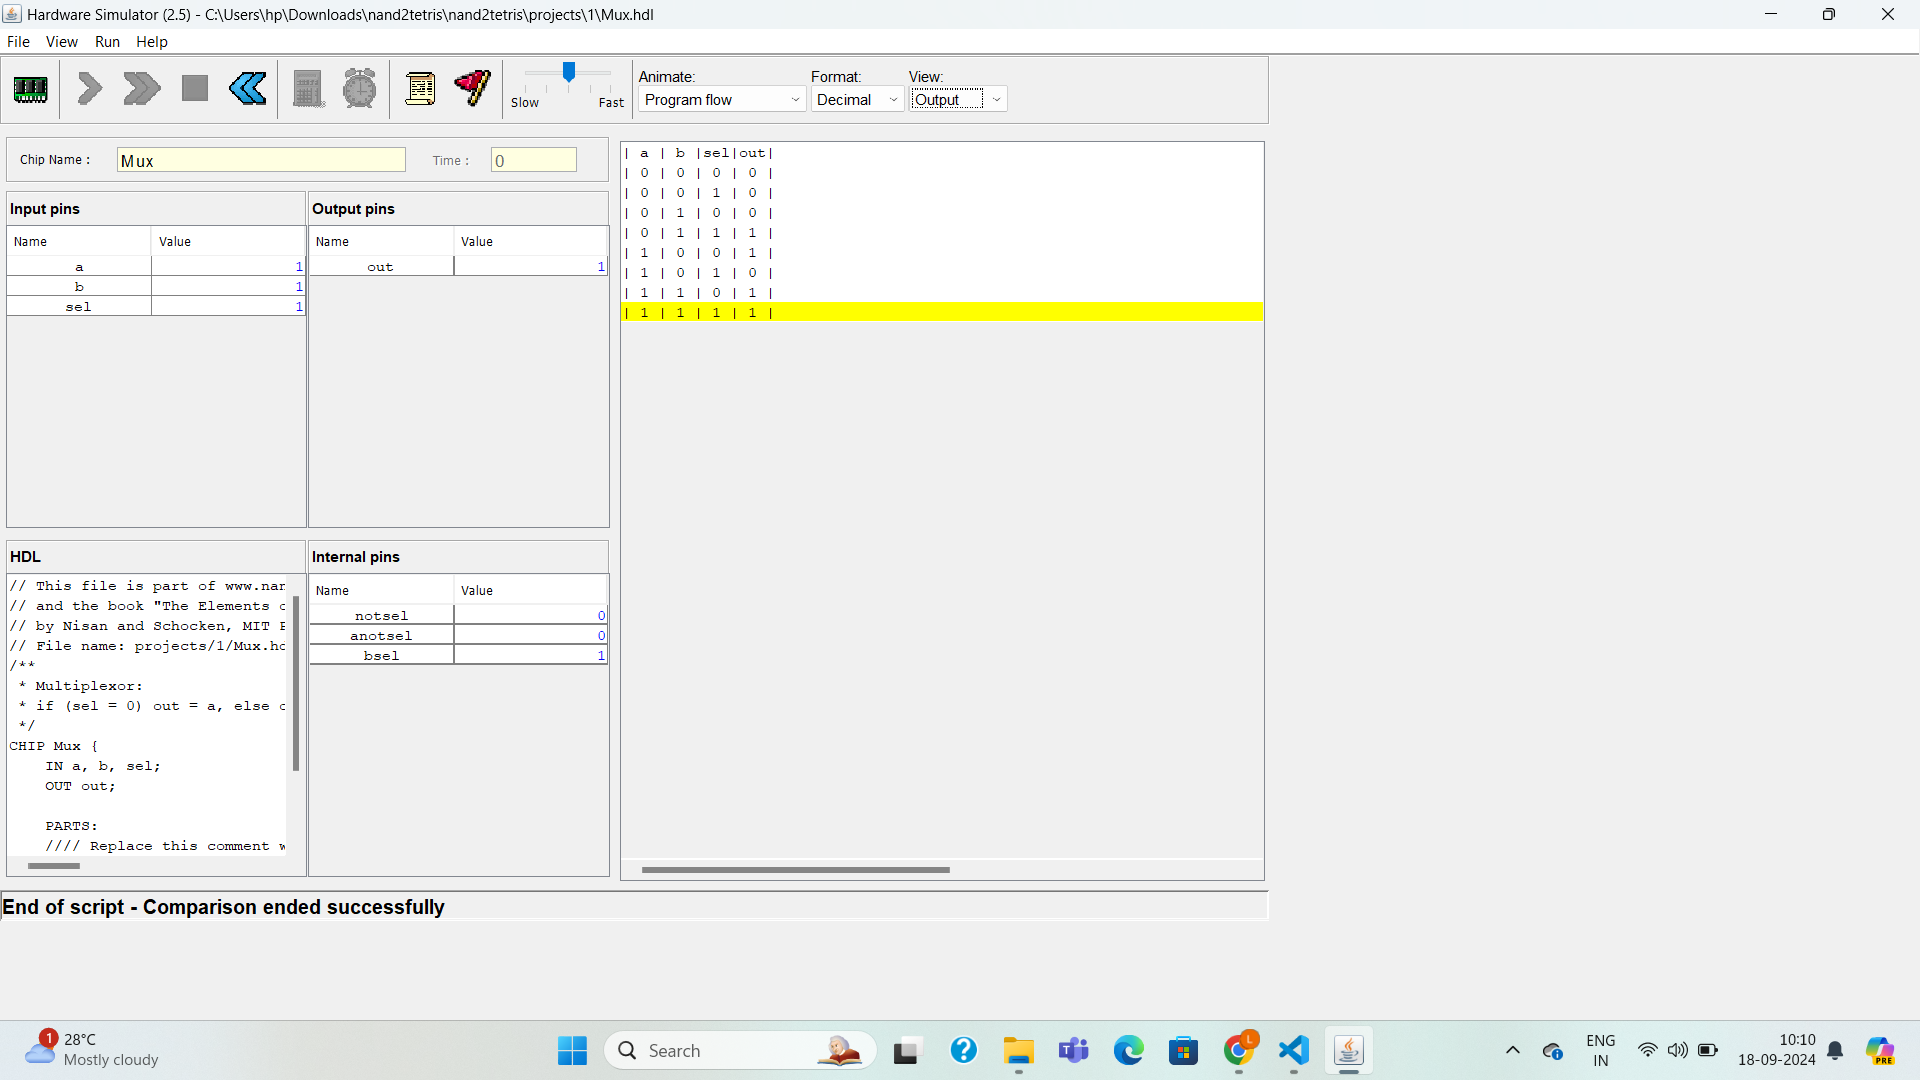 Hardware Simulator (2.5) - C:\Users\hp\Downloads\nand2tetris\nand2tetris\projects\1\Mux.hdl
File View Run Help
Slow Fast
Animate: Format: View:
Program flow Decimal Output
Chip Name : Mux Time : 0
Input pins
Name Value
a 1
b 1
sel 1
Output pins
Name Value
out 1
| a | b |sel|out|
| 0 | 0 | 0 | 0 |
| 0 | 0 | 1 | 0 |
| 0 | 1 | 0 | 0 |
| 0 | 1 | 1 | 1 |
| 1 | 0 | 0 | 1 |
| 1 | 0 | 1 | 0 |
| 1 | 1 | 0 | 1 |
| 1 | 1 | 1 | 1 |
HDL
// This file is part of www.nan
// and the book "The Elements o
// by Nisan and Schocken, MIT P
// File name: projects/1/Mux.hd
/**
* Multiplexor:
* if (sel = 0) out = a, else o
*/
CHIP Mux {
IN a, b, sel;
OUT out;
PARTS:
//// Replace this comment w
Internal pins
Name Value
notsel 0
anotsel 0
bsel 1
End of script - Comparison ended successfully
1
28°C
Mostly cloudy
Search
L
ENG
IN
10:10
18-09-2024
PRE